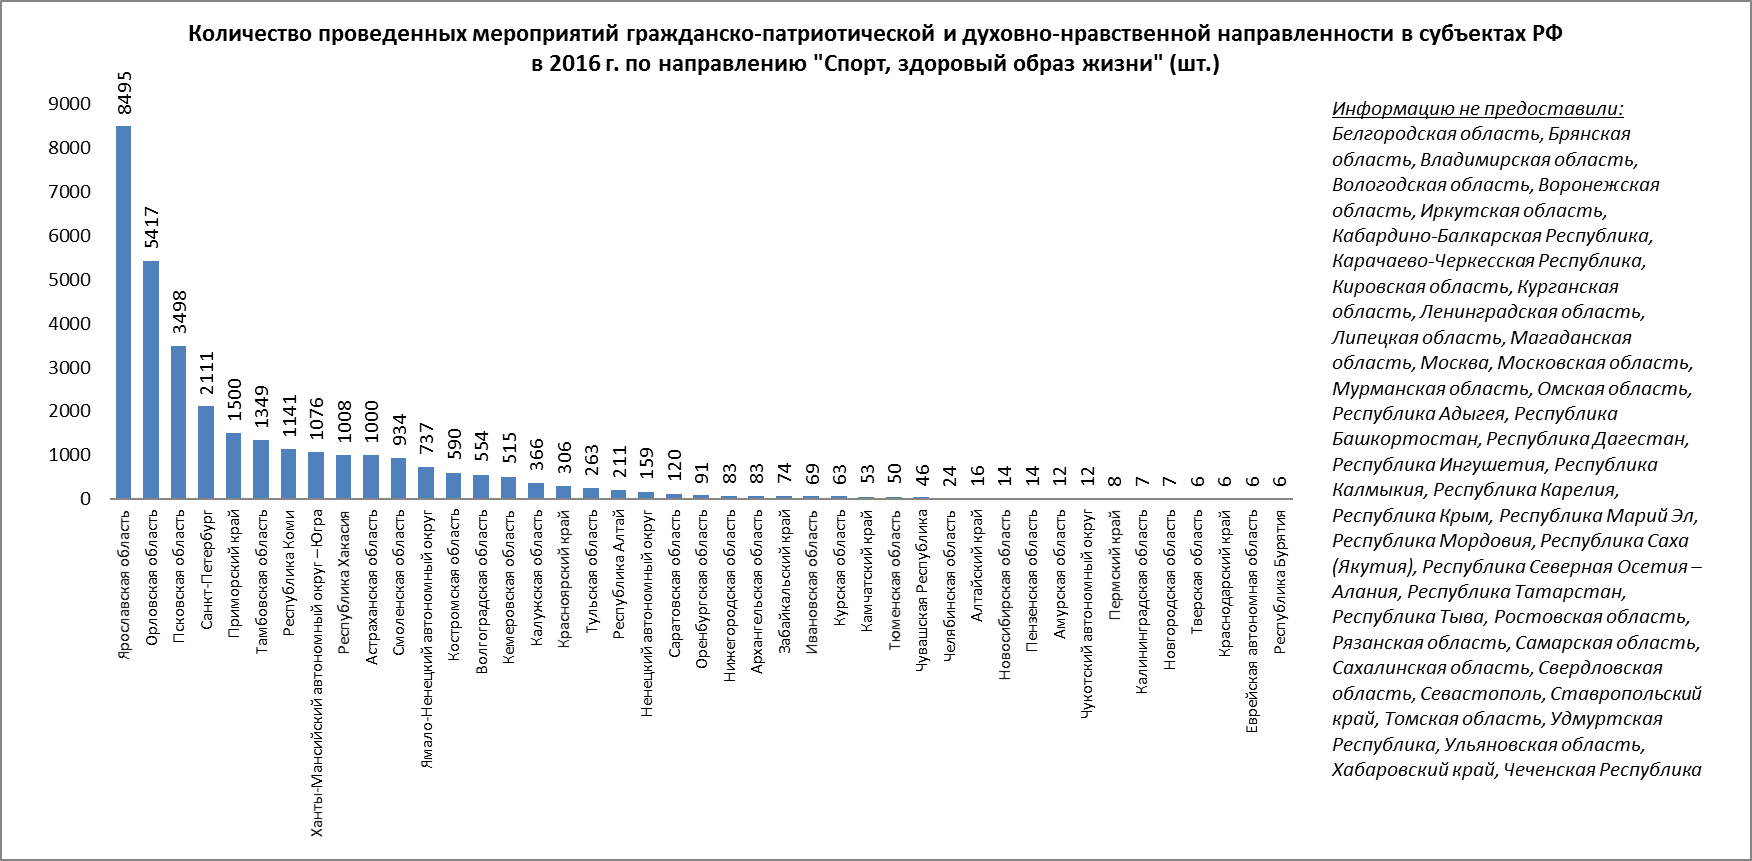 Количество проведенных мероприятий гражданско-патриотической и духовно-нравственной направленности в субъектах РФ
в 2016 г. по направлению "Спорт, здоровый образ жизни" (шт.)
9000
8000
7000
6000
5000
4000
3000
2000
1000
0
8495
5417
3498
2111
1500
1349
1141
1076
1008
1000
934
737
590
554
515
366
306
263
211
159
120
91
83
83
74
69
63
53
50
46
24
16
14
14
12
12
8
7
7
6
6
6
6
Ярославская область
Орловская область
Псковская область
Санкт-Петербург
Приморский край
Тамбовская область
Республика Коми
Ханты-Мансийский автономный округ – Югра
Республика Хакасия
Астраханская область
Смоленская область
Ямало-Ненецкий автономный округ
Костромская область
Волгоградская область
Кемеровская область
Калужская область
Красноярский край
Тульская область
Республика Алтай
Ненецкий автономный округ
Саратовская область
Оренбургская область
Нижегородская область
Архангельская область
Забайкальский край
Ивановская область
Курская область
Камчатский край
Тюменская область
Чувашская Республика
Челябинская область
Алтайский край
Новосибирская область
Пензенская область
Амурская область
Чукотский автономный округ
Пермский край
Калининградская область
Новгородская область
Тверская область
Краснодарский край
Еврейская автономная область
Республика Бурятия
Информацию не предоставили:
Белгородская область, Брянская
область, Владимирская область,
Вологодская область, Воронежская
область, Иркутская область,
Кабардино-Балкарская Республика,
Карачаево-Черкесская Республика,
Кировская область, Курганская
область, Ленинградская область,
Липецкая область, Магаданская
область, Москва, Московская область,
Мурманская область, Омская область,
Республика Адыгея, Республика
Башкортостан, Республика Дагестан,
Республика Ингушетия, Республика
Калмыкия, Республика Карелия,
Республика Крым, Республика Марий Эл,
Республика Мордовия, Республика Саха
(Якутия), Республика Северная Осетия –
Алания, Республика Татарстан,
Республика Тыва, Ростовская область,
Рязанская область, Самарская область,
Сахалинская область, Свердловская
область, Севастополь, Ставропольский
край, Томская область, Удмуртская
Республика, Ульяновская область,
Хабаровский край, Чеченская Республика